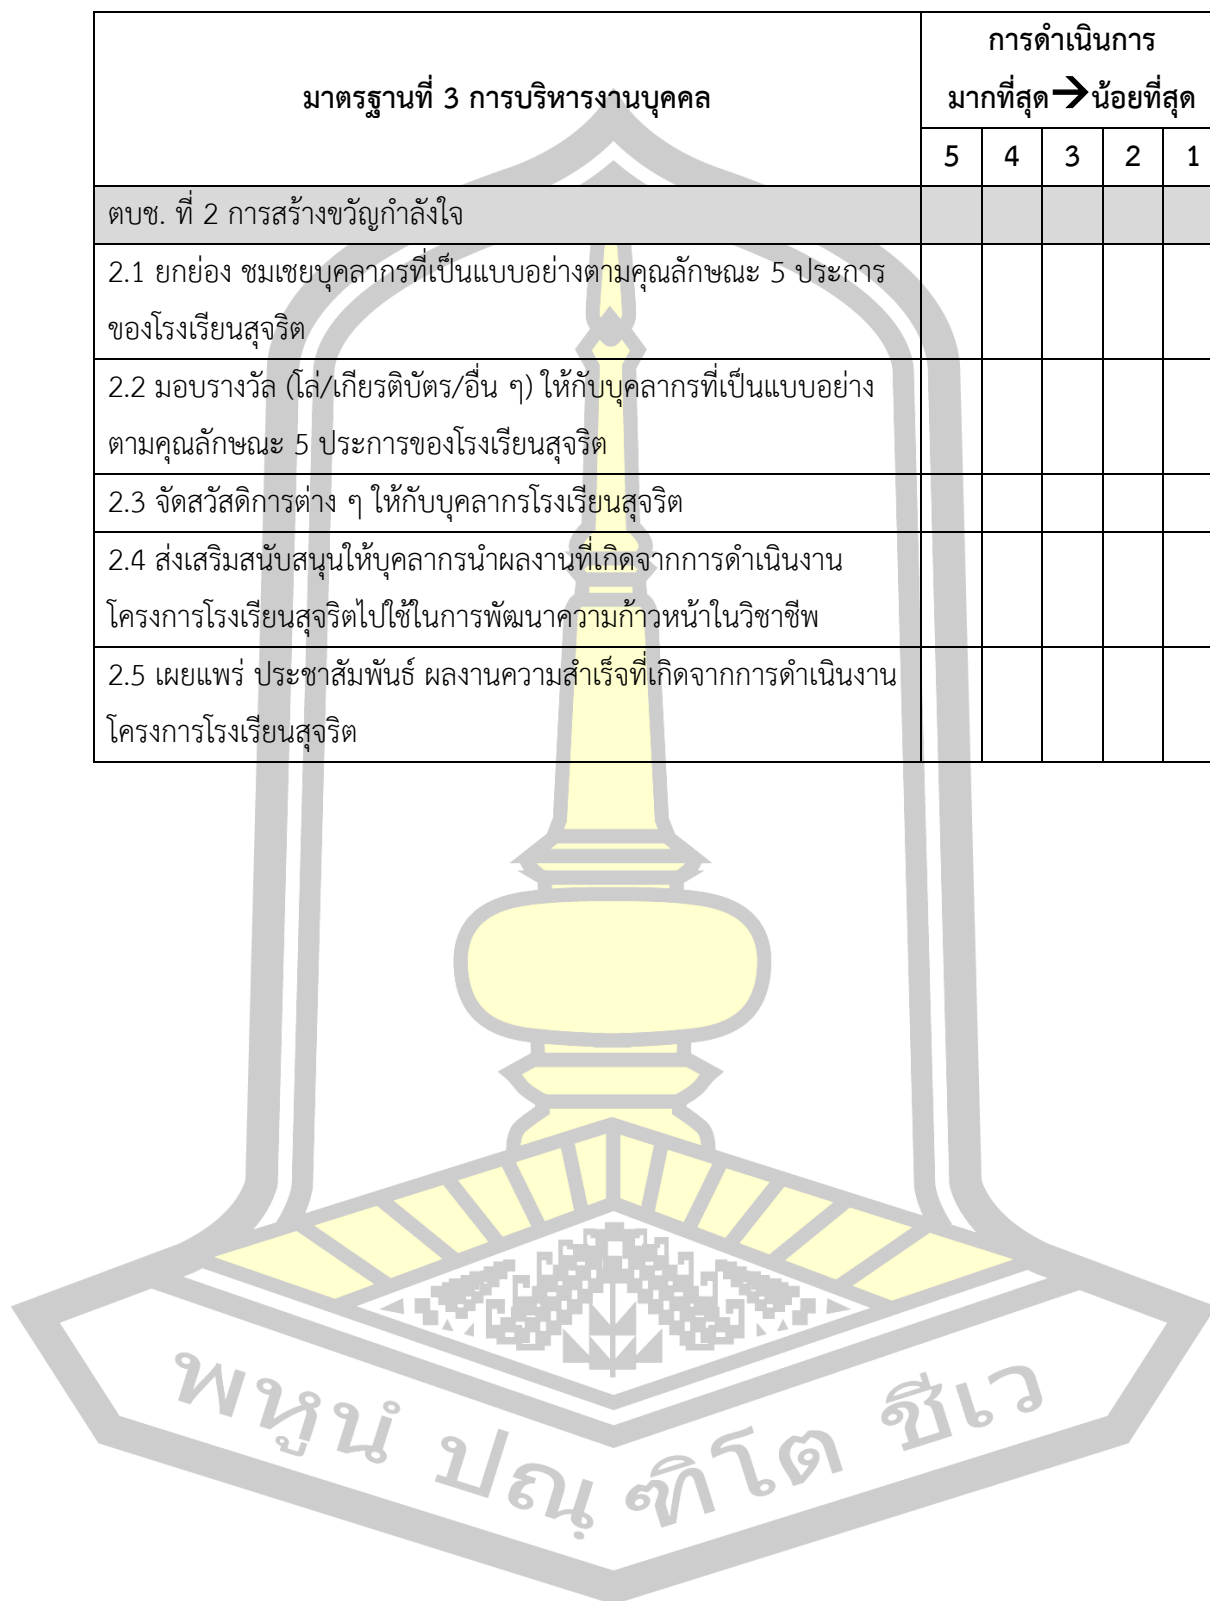 มาตรฐานที่ 3 การบริหารงานบุคคล
การดำเนินการ
มากที่สุด→น้อยที่สุด
5 4 3 2 1
ตบช. ที่ 2 การสร้างขวัญกำลังใจ
2.1 ยกย่อง ชมเชยบุคลากรที่เป็นแบบอย่างตามคุณลักษณะ 5 ประการ
ของโรงเรียนสุจริต
2.2 มอบรางวัล (โล่/เกียรติบัตร/อื่น ๆ) ให้กับบุคลากรที่เป็นแบบอย่าง
ตามคุณลักษณะ 5 ประการของโรงเรียนสุจริต
2.3 จัดสวัสดิการต่าง ๆ ให้กับบุคลากรโรงเรียนสุจริต
2.4 ส่งเสริมสนับสนุนให้บุคลากรนำผลงานที่เกิดจากการดำเนินงาน
โครงการโรงเรียนสุจริตไปใช้ในการพัฒนาความก้าวหน้าในวิชาชีพ
2.5 เผยแพร่ ประชาสัมพันธ์ ผลงานความสำเร็จที่เกิดจากการดำเนินงาน
โครงการโรงเรียนสุจริต
พหูนํ ปณฺฑิโต ชีเว